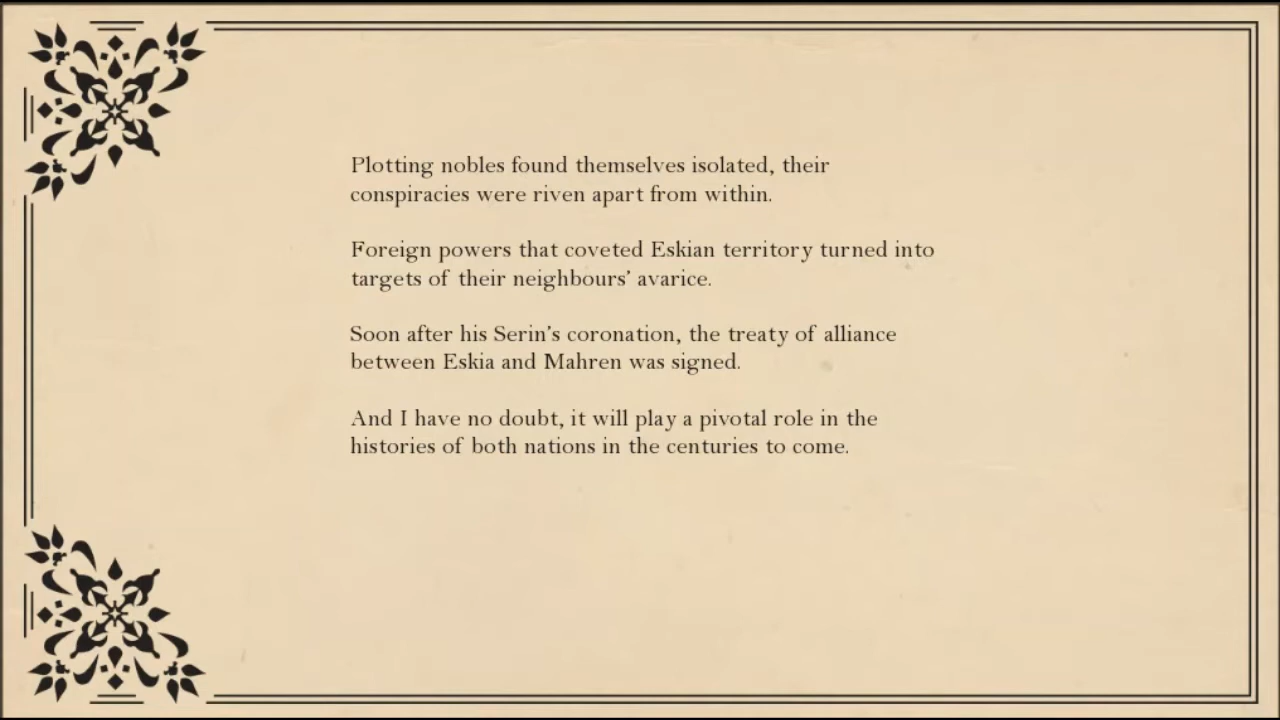 Plotting nobles found themselves isolated, their
conspiracies were riven apart from within.
Foreign powers that coveted Eskian territory turned into
targets of their neighbours' avarice.
Soon after his Serin's coronation, the treaty of alliance
between Eskia and Mahren was signed.
And I have no doubt, it will play a pivotal role in the
histories of both nations in the centuries to come.